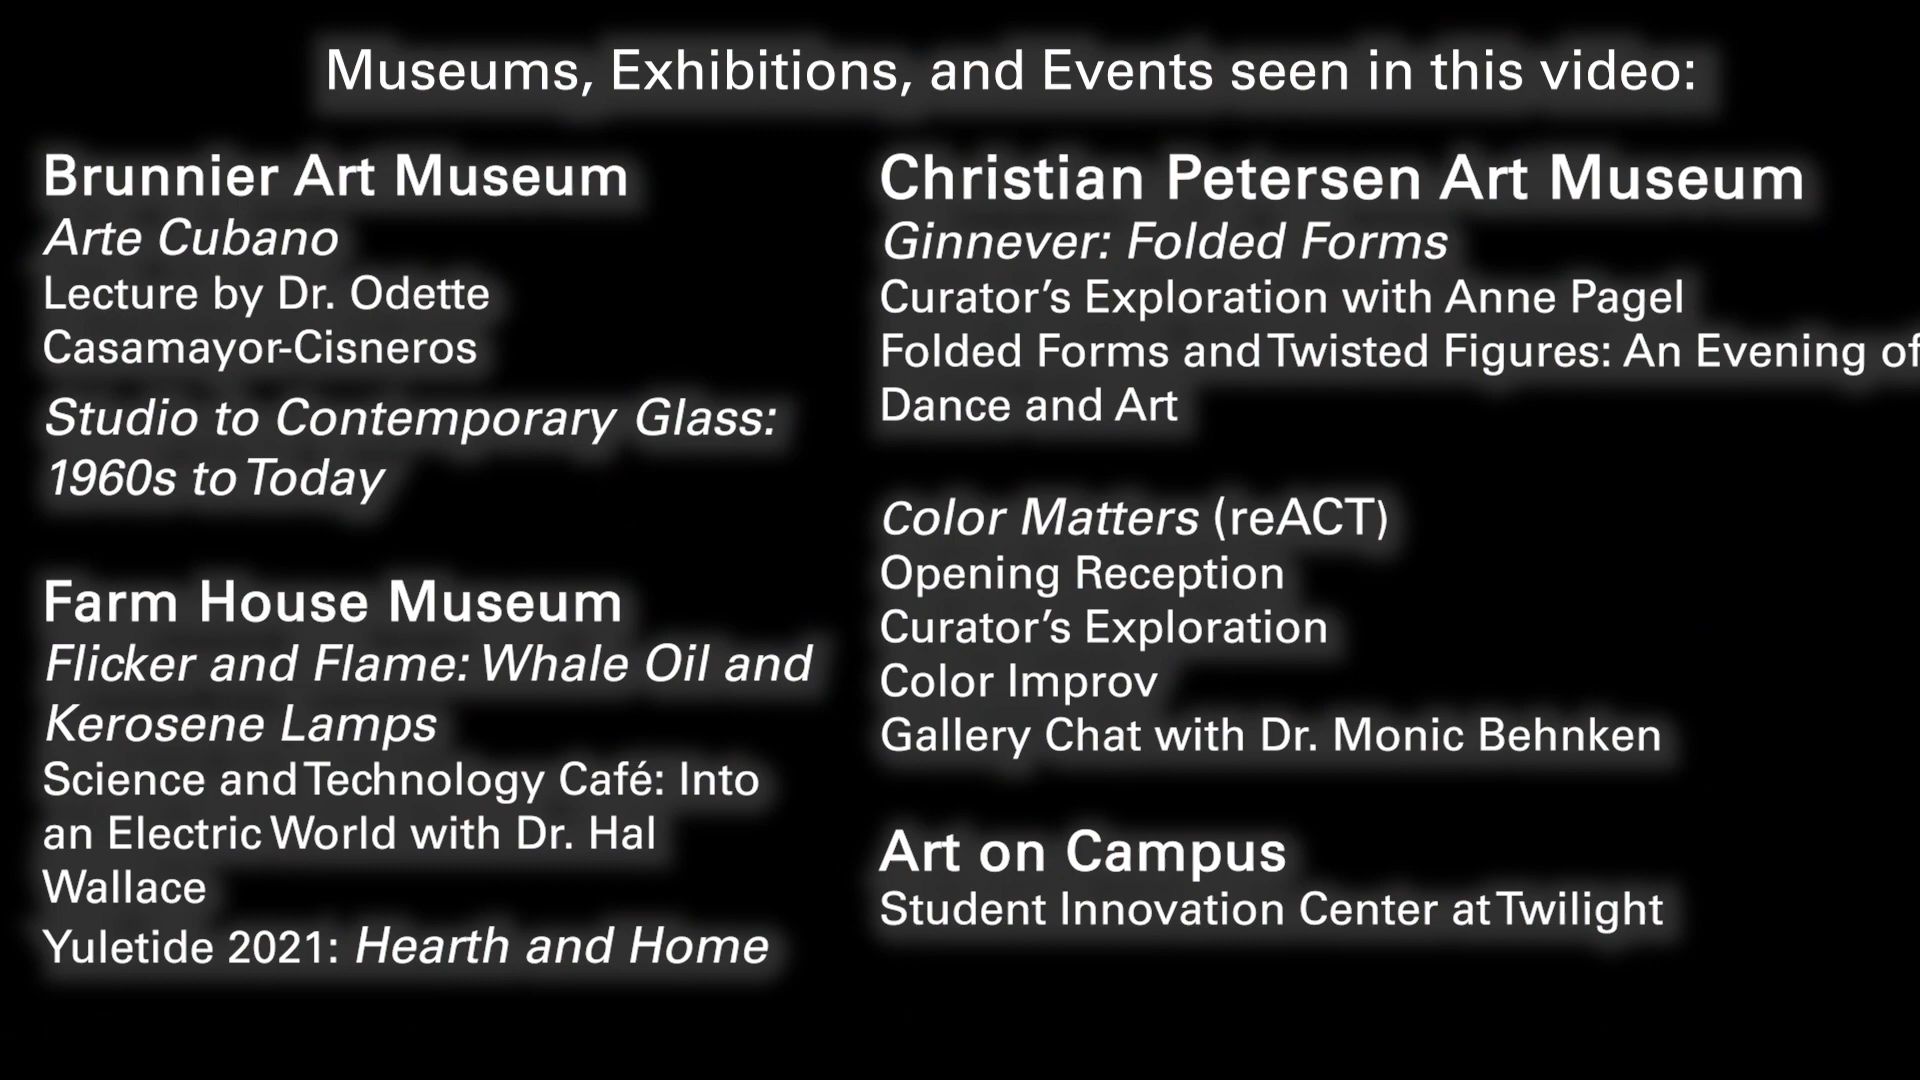 Museums, Exhibitions, and Events seen in this video:
Brunnier Art Museum
Arte Cubano
Lecture by Dr. Odette
Casamayor-Cisneros
Studio to Contemporary Glass:
1960s to Today
Farm House Museum
Flicker and Flame: Whale Oil and
Kerosene Lamps
Science and Technology Café: Into
an Electric World with Dr. Hal
Wallace
Yuletide 2021: Hearth and Home
Christian Petersen Art Museum
Ginnever: Folded Forms
Curator’s Exploration with Anne Pagel
Folded Forms and Twisted Figures: An Evening of
Dance and Art
Color Matters (reACT)
Opening Reception
Curator’s Exploration
Color Improv
Gallery Chat with Dr. Monic Behnken
Art on Campus
Student Innovation Center at Twilight